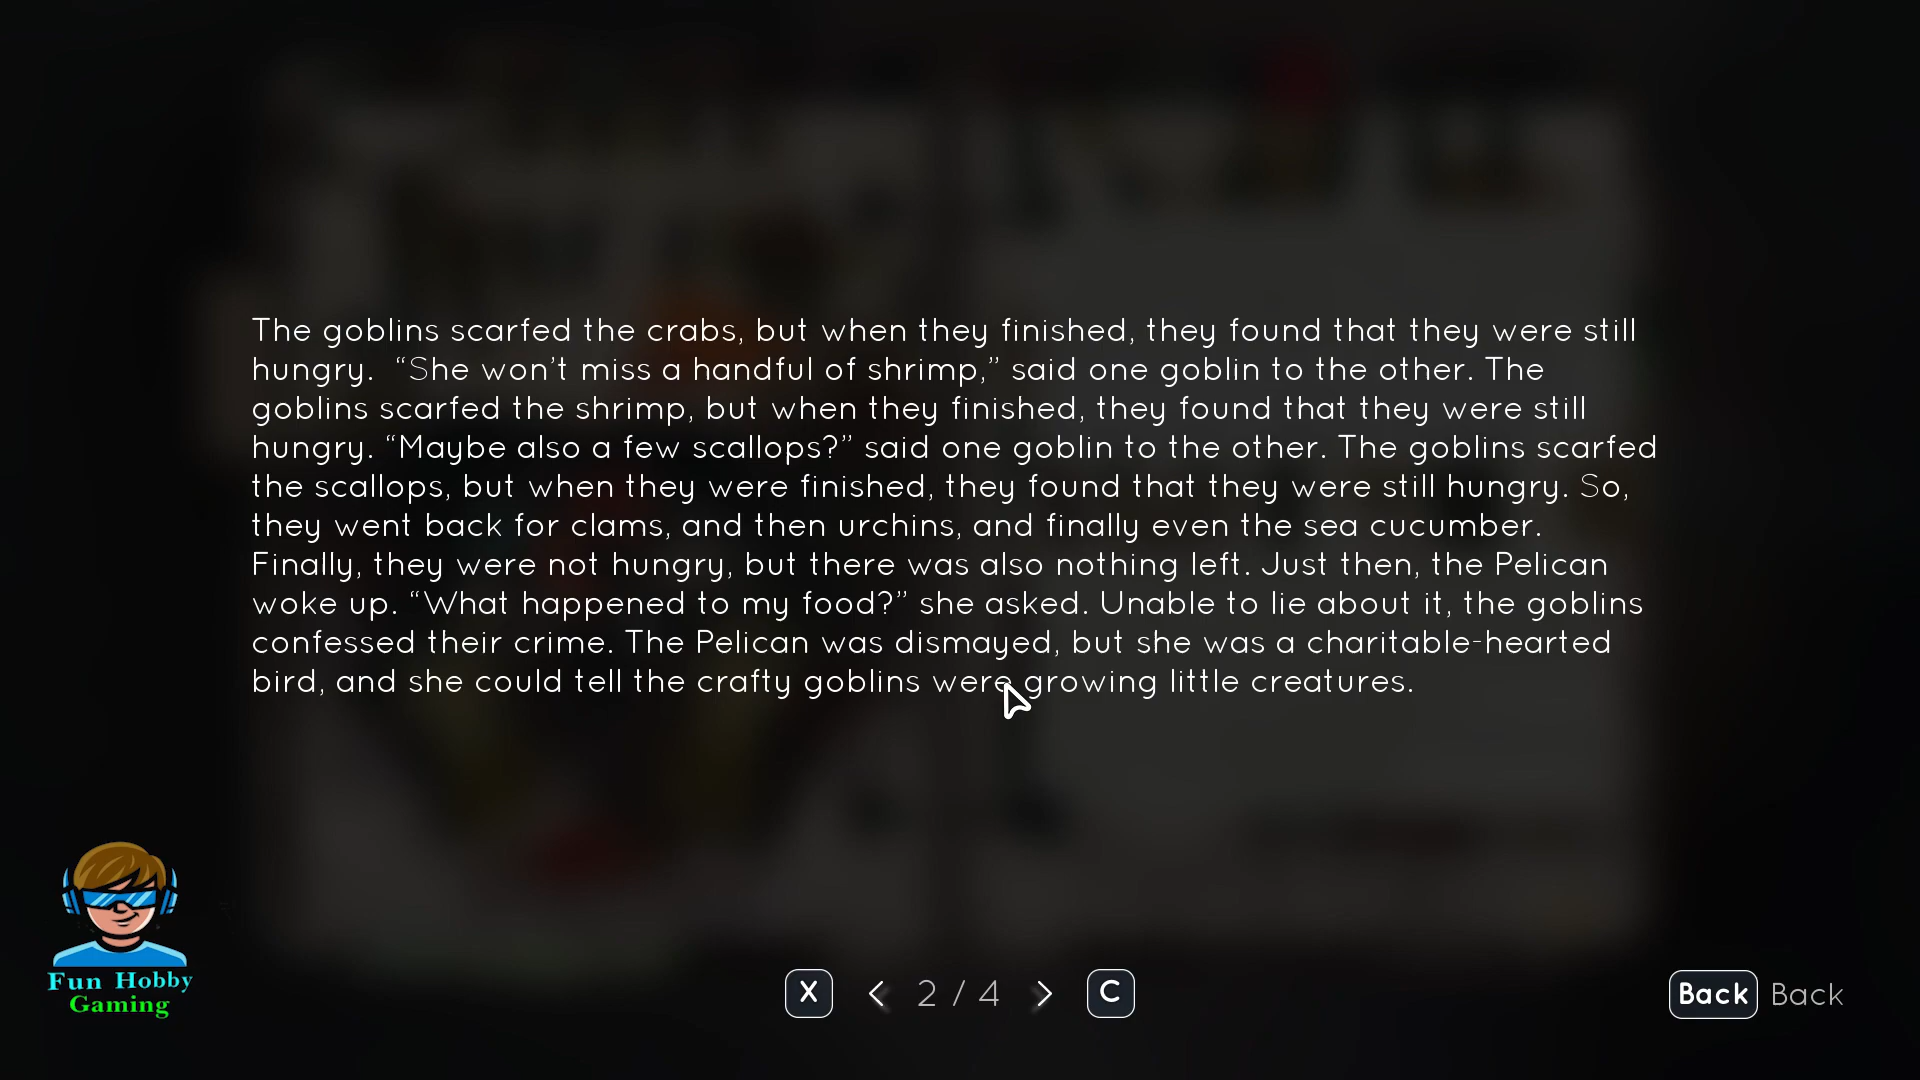 The goblins scarfed the crabs, but when they finished, they found that they were still
hungry.  “She won’t miss a handful of shrimp,” said one goblin to the other. The
goblins scarfed the shrimp, but when they finished, they found that they were still
hungry. “Maybe also a few scallops?” said one goblin to the other. The goblins scarfed
the scallops, but when they were finished, they found that they were still hungry. So,
they went back for clams, and then urchins, and finally even the sea cucumber.
Finally, they were not hungry, but there was also nothing left. Just then, the Pelican
woke up. “What happened to my food?” she asked. Unable to lie about it, the goblins
confessed their crime. The Pelican was dismayed, but she was a charitable-hearted
bird, and she could tell the crafty goblins were growing little creatures.
Fun Hobby
Gaming
X < 2 / 4 > C
Back Back